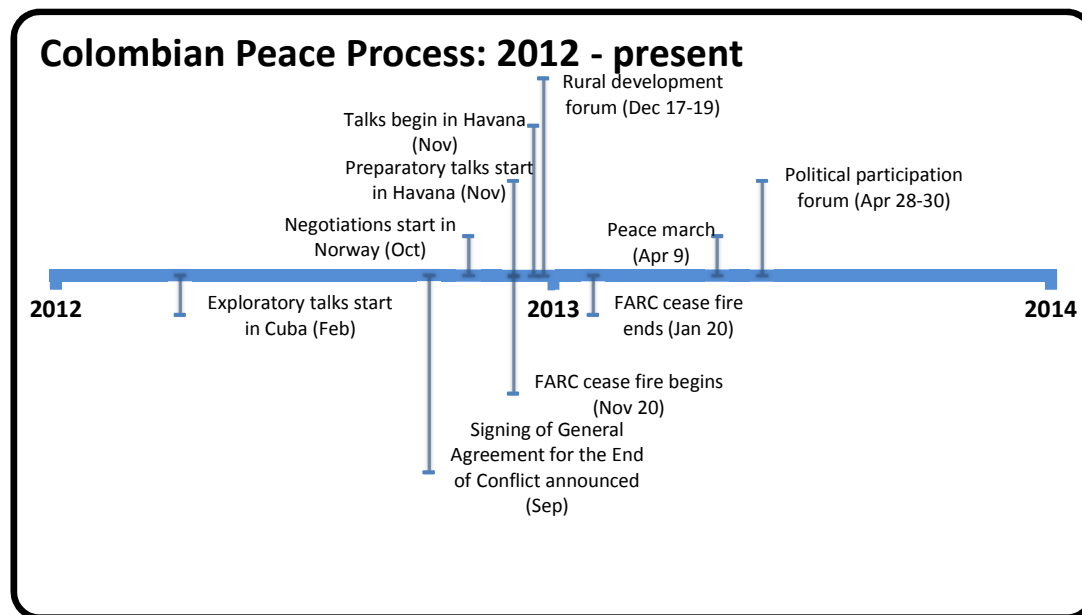 Colombian Peace Process: 2012 - present
Rural development
forum (Dec 17-19)
Talks begin in Havana
(Nov)
Preparatory talks start
in Havana (Nov)
Political participation
forum (Apr 28-30)
Negotiations start in
Norway (Oct)
Peace march
(Apr 9)
2012
2013
2014
Exploratory talks start
in Cuba (Feb)
FARC cease fire
ends (Jan 20)
FARC cease fire begins
(Nov 20)
Signing of General
Agreement for the End
of Conflict announced
(Sep)